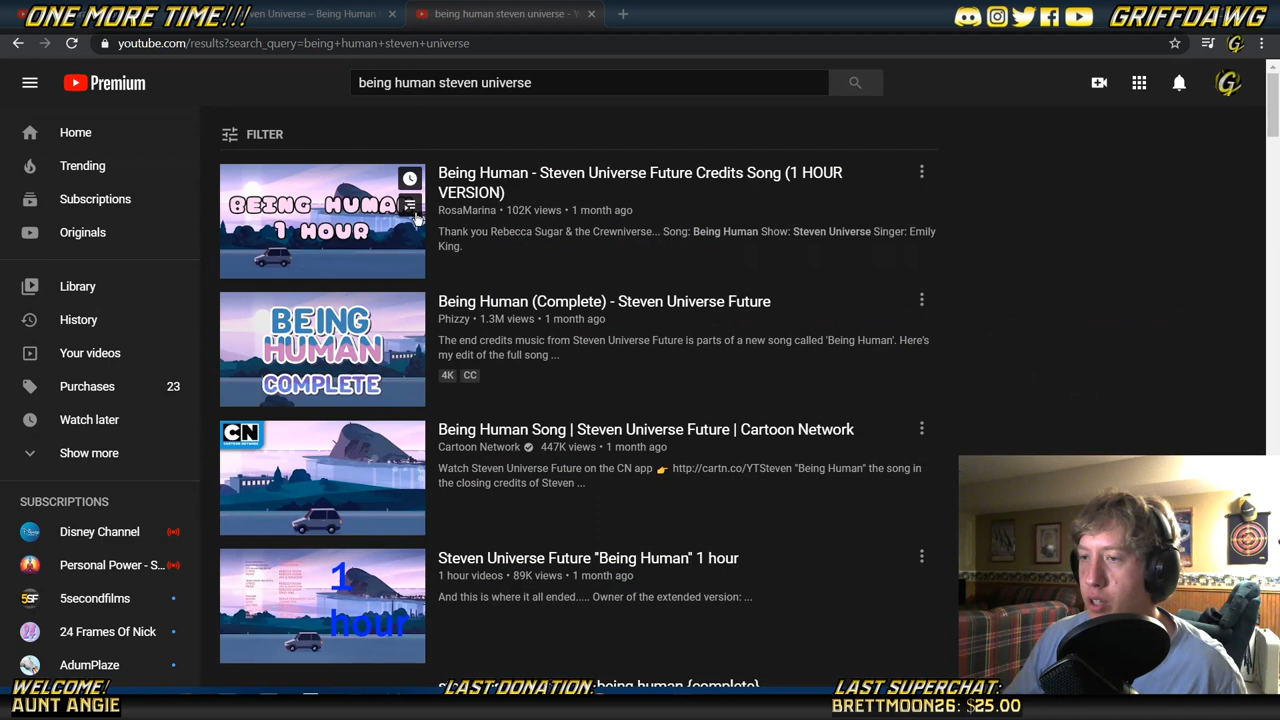 ONE MORE TIME!!!
GRIFFDAWG
even Universe – Being Human
being human steven universe - Y
youtube.com/results?search_query=being+human+steven+universe
Premium
being human steven universe
Home
Trending
Subscriptions
Originals
Library
History
Your videos
Purchases 23
Watch later
Show more
SUBSCRIPTIONS
Disney Channel
Personal Power - S...
5secondfilms
24 Frames Of Nick
AdumPlaze
FILTER
BEING HUMA
1 HOUR
Being Human - Steven Universe Future Credits Song (1 HOUR
VERSION)
RosaMarina • 102K views • 1 month ago
Thank you Rebecca Sugar & the Crewniverse... Song: Being Human Show: Steven Universe Singer: Emily
King.
BEING
HUMAN
COMPLETE
Being Human (Complete) - Steven Universe Future
Phizzy • 1.3M views • 1 month ago
The end credits music from Steven Universe Future is parts of a new song called 'Being Human'. Here's
my edit of the full song ...
4K CC
CN
Being Human Song | Steven Universe Future | Cartoon Network
Cartoon Network 447K views • 1 month ago
Watch Steven Universe Future on the CN app 👉 http://cartn.co/YTSteven "Being Human" the song in
the closing credits of Steven ...
1
hour
Steven Universe Future "Being Human" 1 hour
1 hour videos • 89K views • 1 month ago
And this is where it all ended..... Owner of the extended version: ...
being human {complete}
WELCOME!
AUNT ANGIE
LAST DONATION:
LAST SUPERCHAT:
BRETTMOON26: $25.00